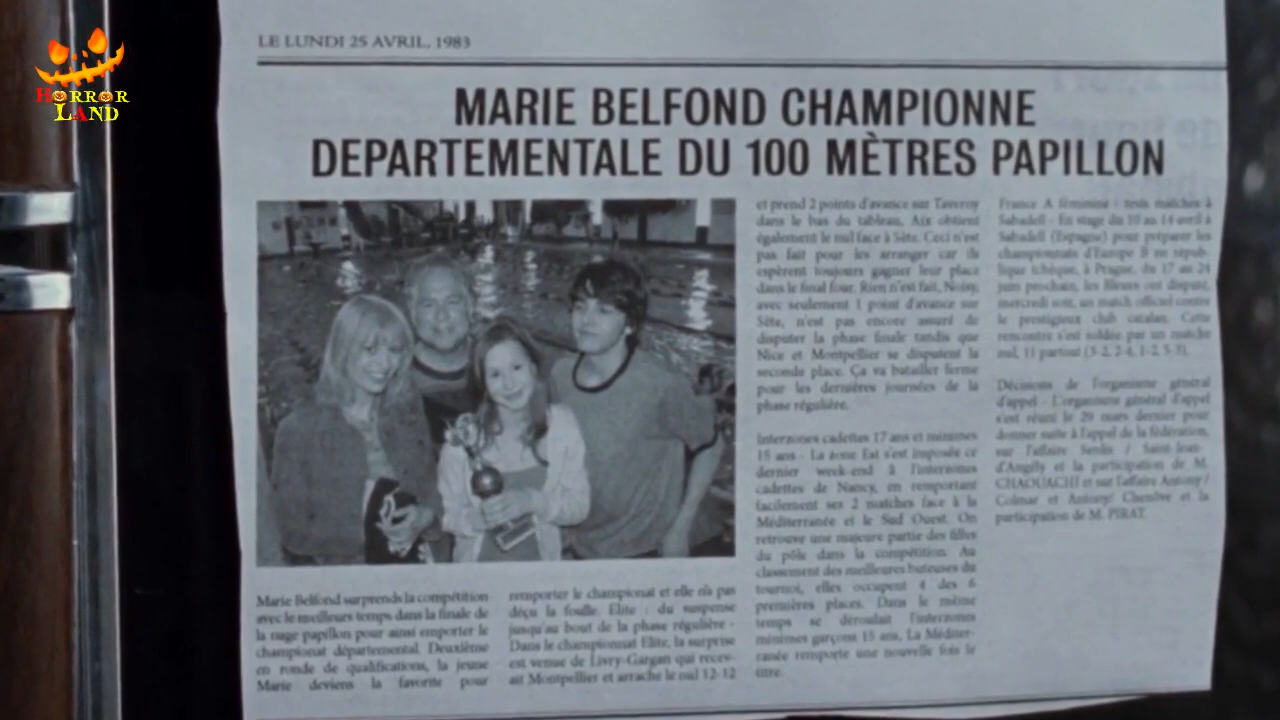 HORROR
LAND
LE LUNDI 25 AVRIL, 1983
MARIE BELFOND CHAMPIONNE
DEPARTEMENTALE DU 100 MÈTRES PAPILLON
Marie Belfond surprends la compétition
avec le meilleurs temps dans la finale de
la nage papillon pour ainsi emporter le
championat départemental. Deuxième
en ronde de qualifications, la jeune
Marie deviens la favorite pour
remporter le championat et elle n'a pas
déçu la foulle. Elite : du suspense
jusqu'au bout de la phase régulière -
Dans le championnat Elite, la surprise
est venue de Livry-Gargan qui recev-
ait Montpellier et arrache le nul 12-12
et prend 2 points d'avance sur Taverny
dans le bas du tableau, Aix obtient
également le nul face à Sète. Ceci n'est
pas fait pour les arranger car ils
espèrent toujours gagner leur place
dans le final four. Rien n'est fait, Noisy,
avec seulement 1 point d'avance sur
Sète, n'est pas encore assuré de
disputer la phase finale tandis que
Nice et Montpellier se disputent la
seconde place. Ça va batailler ferme
pour les dernières journées de la
phase régulière.
Interzones cadettes 17 ans et minimes
15 ans - La zone Est s'est imposée ce
dernier week-end à l'interzones
cadettes de Nancy, en remportant
facilement ses 2 matches face à la
Méditerranée et le Sud Ouest. On
retrouve une majeure partie des filles
du pôle dans la compétition. Au
classement des meilleures buteuses du
tournoi, elles occupent 4 des 6
premières places. Dans le même
temps se déroulait l'interzones
minimes garçons 15 ans, La Méditer-
ranée remporte une nouvelle fois le
titre.
France A féminine : tests matches à
Sabadell - En stage du 10 au 14 avril à
Sabadell (Espagne) pour préparer les
championnats d'Europe B en répub-
lique tchèque, à Prague, du 17 au 24
juin prochain, les Bleues ont disputé,
mercredi soir, un match officiel contre
le prestigieux club catalan. Cette
rencontre s'est soldée par un matche
nul, 11 partout (3-2, 2-4, 1-2, 5-3).
Décisions de l'organisme général
d'appel - L'organisme général d'appel
s'est réuni le 29 mars dernier pour
donner suite à l'appel de la fédération,
sur l'affaire Senlis / Saint-Jean-
d'Angély et la participation de M.
CHAOUACHI et sur l'affaire Antony /
Colmar et Antony/ Chenôve et la
participation de M. PIRAT.